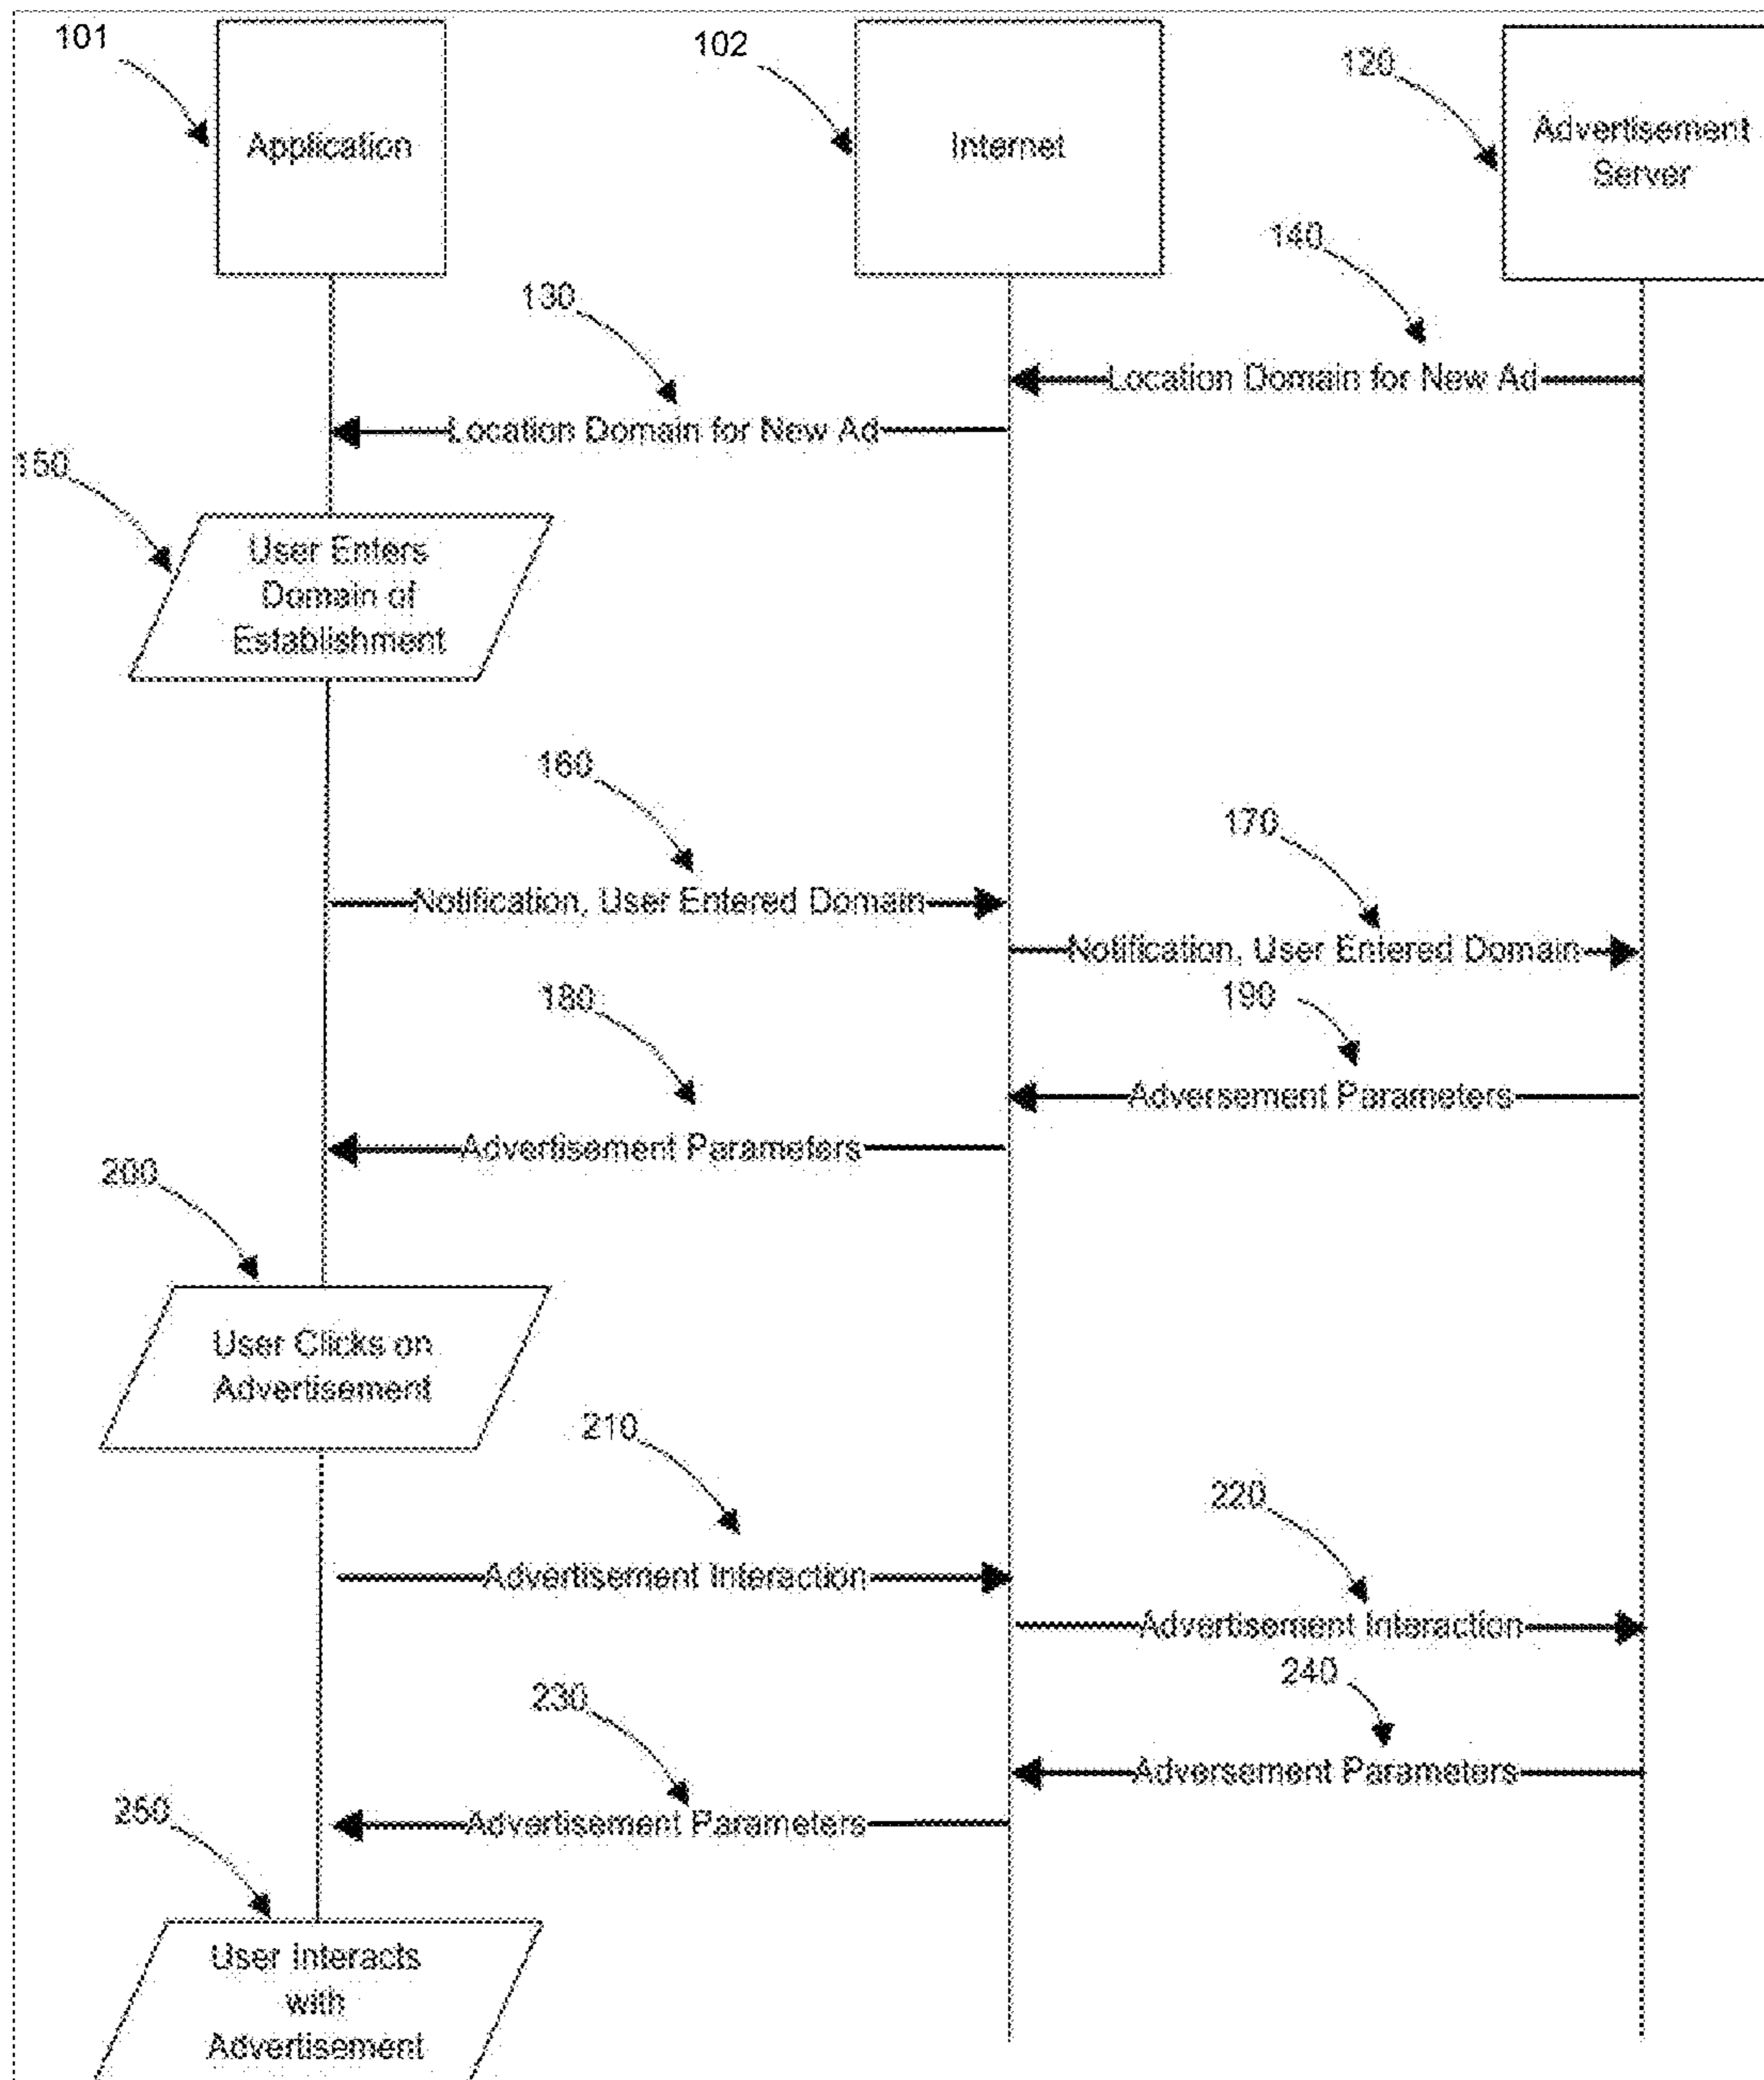 101
102
120
Application
Internet
Advertisement
Server
140
130
Location Domain for New Ad
Location Domain for New Ad
150
User Enters
Domain of
Establishment
160
170
Notification, User Entered Domain
Notification, User Entered Domain
180
190
Adversement Parameters
Advertisement Parameters
200
User Clicks on
Advertisement
210
220
Advertisement Interaction
Advertisement Interaction
230
240
Adversement Parameters
Advertisement Parameters
250
User Interacts
with
Advertisement